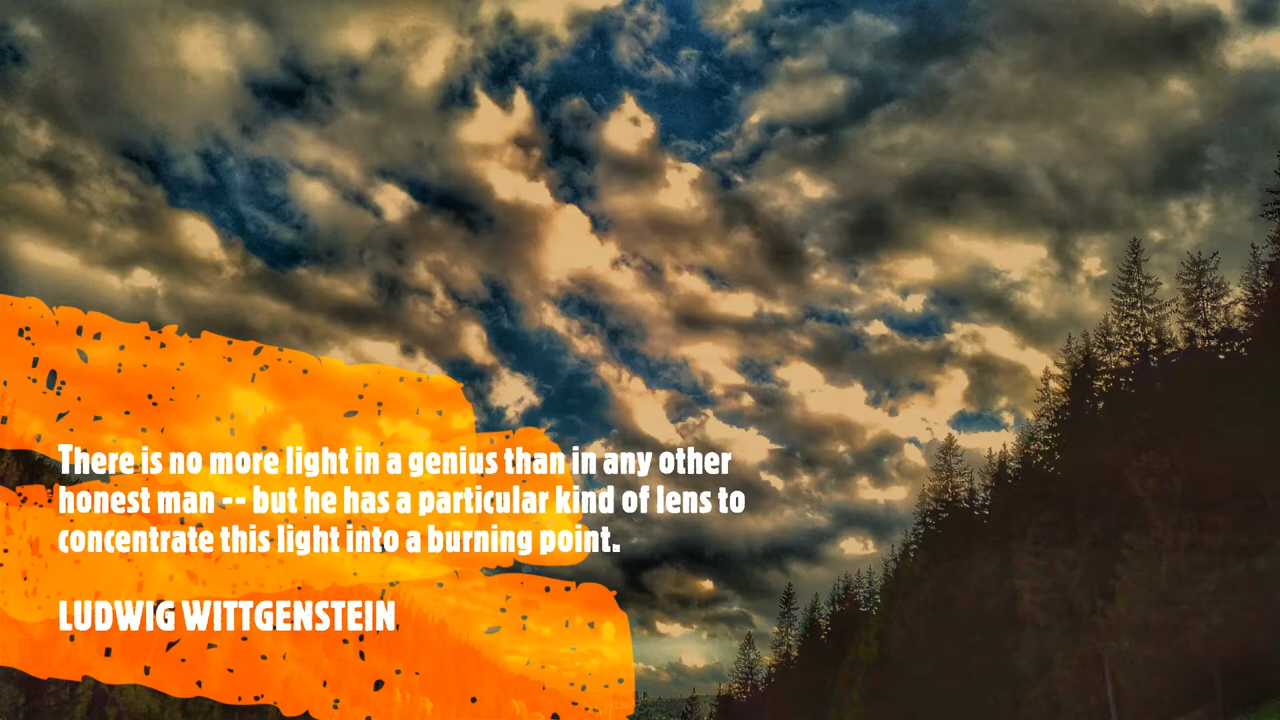 There is no more light in a genius than in any other
honest man -- but he has a particular kind of lens to
concentrate this light into a burning point.
LUDWIG WITTGENSTEIN